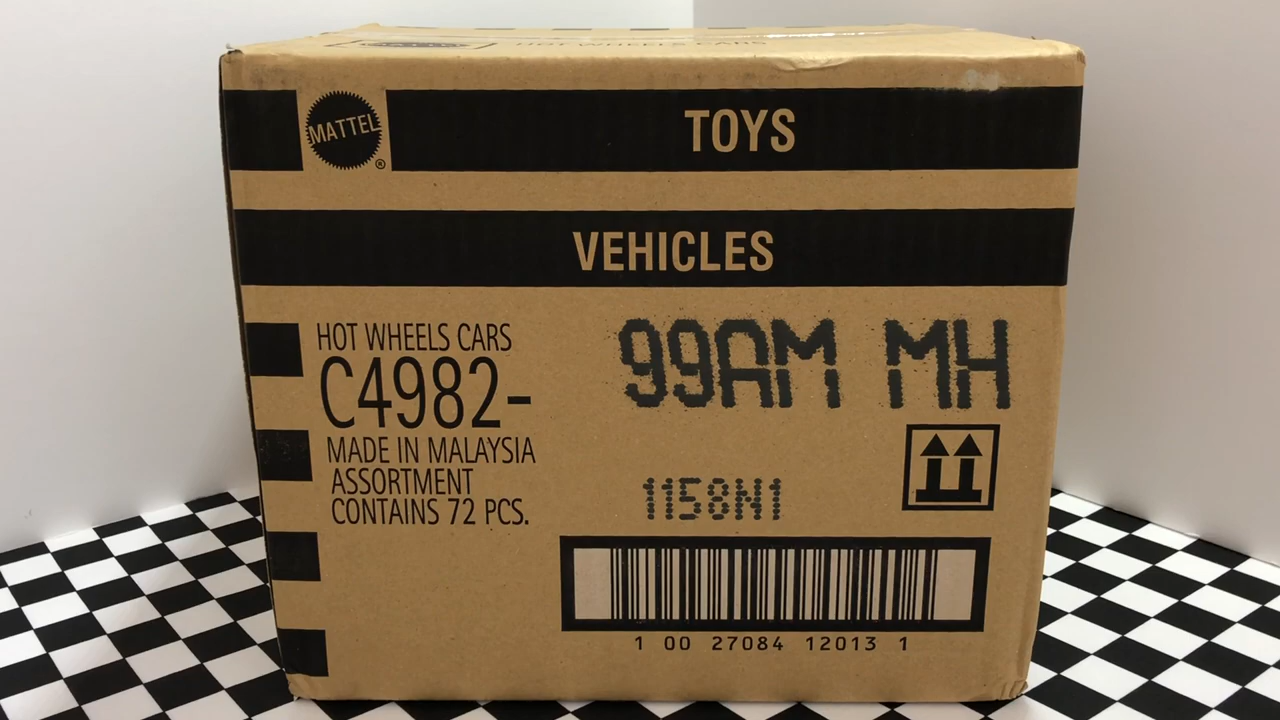 HOT WHEELS CARS
MATTEL
®
TOYS
VEHICLES
HOT WHEELS CARS
C4982-
MADE IN MALAYSIA
ASSORTMENT
CONTAINS 72 PCS.
99AM MH
1158N1
1 00 27084 12013 1